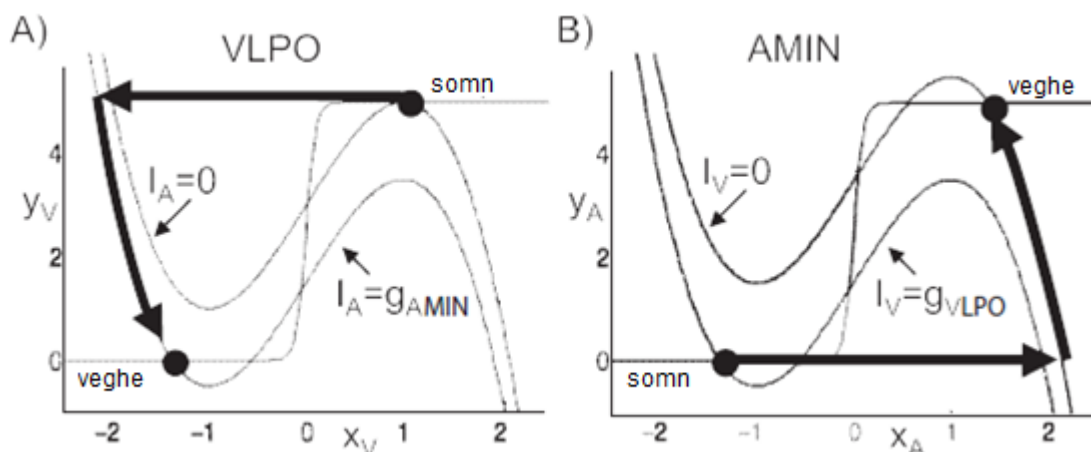 A)
VLPO
somn
4
I_A=0
y_V
2
I_A=g_AMIN
0
veghe
-2
-1
0
x_V
1
2
B)
AMIN
veghe
4
I_V=0
y_A
2
I_V=g_VLPO
0
somn
-2
-1
0
x_A
1
2